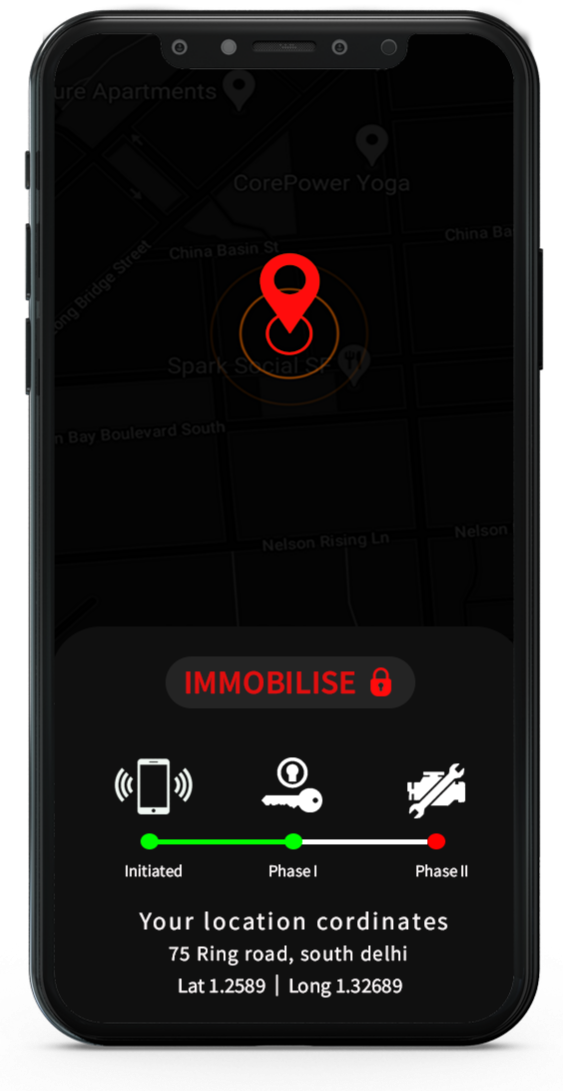 ure Apartments
CorePower Yoga
China Basin St
China Ba
ong Bridge Street
Spark Social SF
n Bay Boulevard South
Nelson Rising Ln
Nelson
IMMOBILISE
Initiated
Phase I
Phase II
Your location cordinates
75 Ring road, south delhi
Lat 1.2589 | Long 1.32689